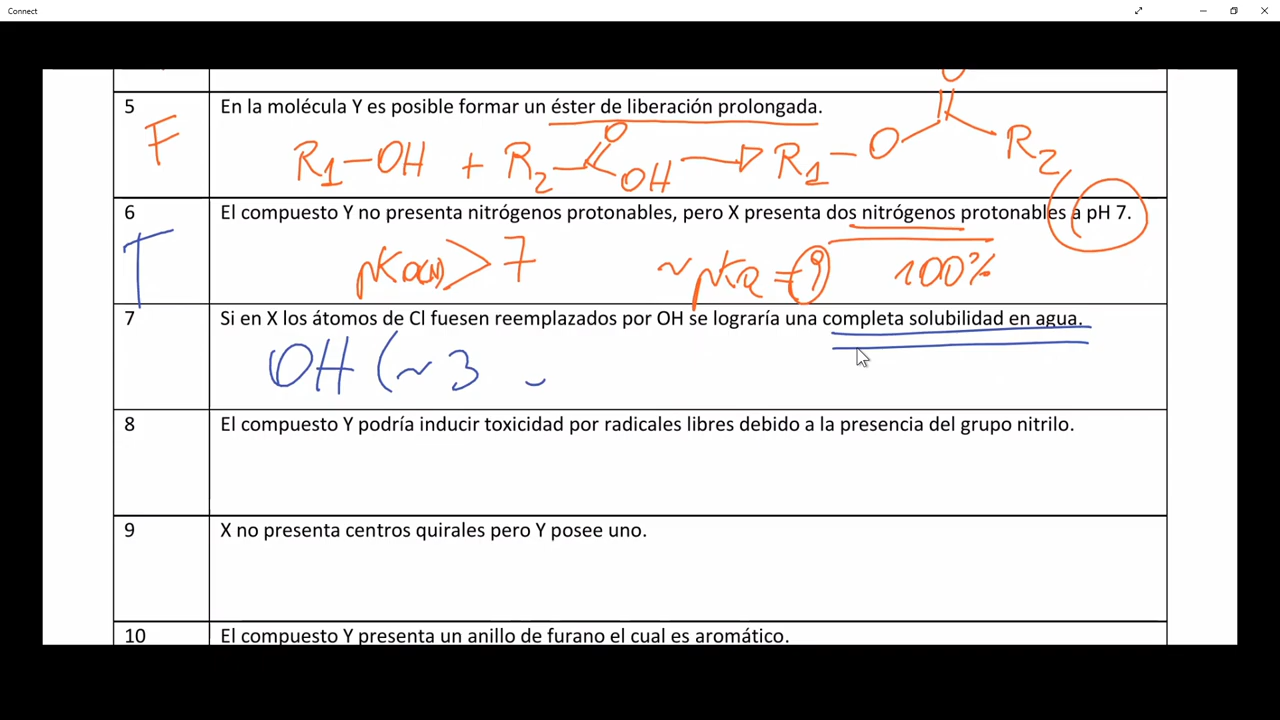 Connect
5 En la molécula Y es posible formar un éster de liberación prolongada.
F
O
R1-OH + R2 O OH → R1-O R2
6 El compuesto Y no presenta nitrógenos protonables, pero X presenta dos nitrógenos protonables a pH 7.
T pKa(N) > 7 ~pKa = 9 100%
7 Si en X los átomos de Cl fuesen reemplazados por OH se lograría una completa solubilidad en agua.
OH (~ 3
8 El compuesto Y podría inducir toxicidad por radicales libres debido a la presencia del grupo nitrilo.
9 X no presenta centros quirales pero Y posee uno.
10 El compuesto Y presenta un anillo de furano el cual es aromático.